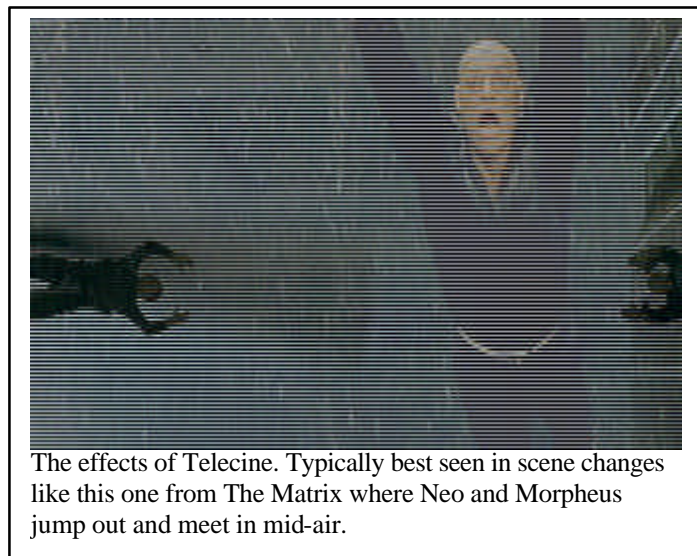 The effects of Telecine. Typically best seen in scene changes
like this one from The Matrix where Neo and Morpheus
jump out and meet in mid-air.